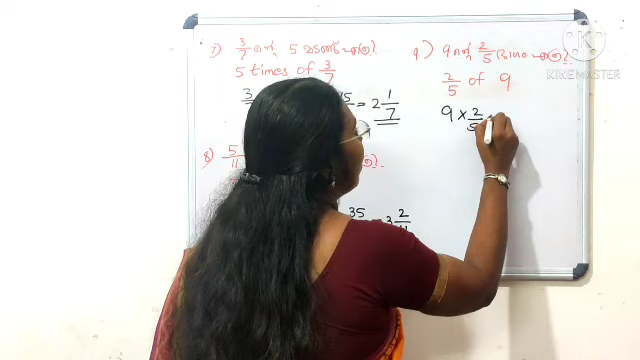 7) 3/7 ന്റെ 5 മടങ്ങ് എത്ര?
5 times of 3/7
3 = 2 1/7
8) 5/11
35 = 3 2/11
9) 9 ന്റെ 2/5 ഭാഗം എത്ര?
2/5 of 9
9 × 2/5
KINEMASTER